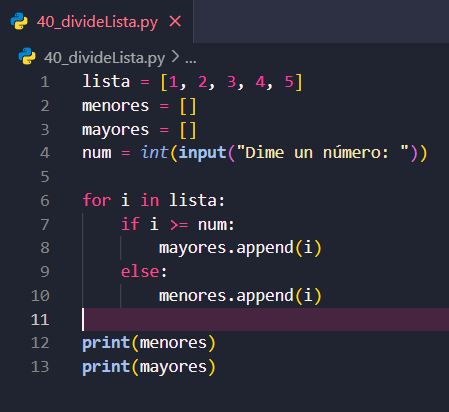 40_divideLista.py ×
40_divideLista.py > ...
1 lista = [1, 2, 3, 4, 5]
2 menores = []
3 mayores = []
4 num = int(input("Dime un número: "))
5
6 for i in lista:
7     if i >= num:
8         mayores.append(i)
9     else:
10         menores.append(i)
11
12 print(menores)
13 print(mayores)